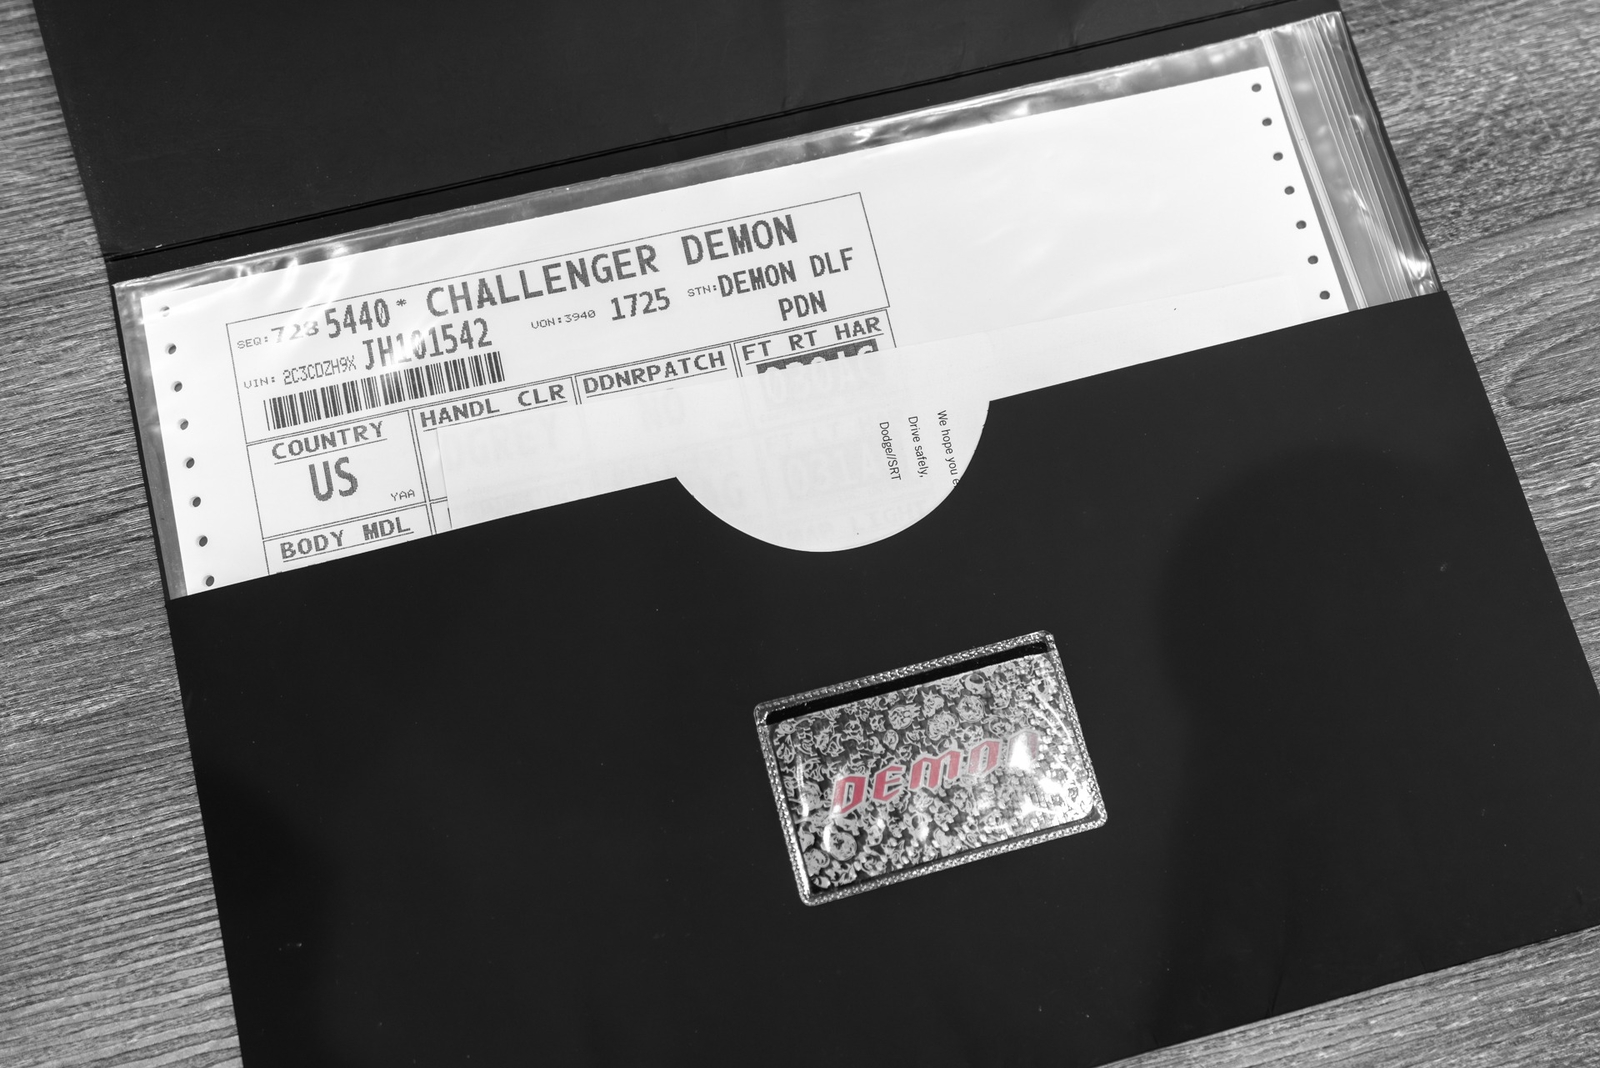 SEQ: 728 5440* CHALLENGER DEMON
VIN: 2C3CDZH9X JH101542 VON:3940 1725 STN: DEMON DLF
PDN
COUNTRY
US
YAA
HANDL CLR
DDNRPATCH
FT RT HAR
BODY MDL
We hope you e
Drive safely,
Dodge//SRT
DEMON